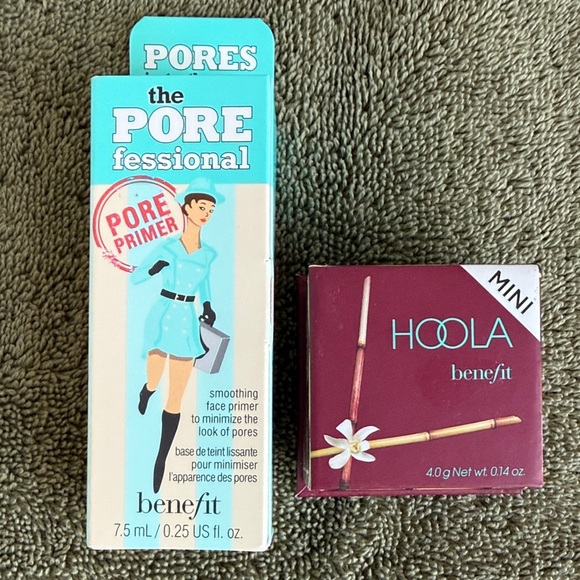 PORES
the
PORE
fessional
PORE
PRIMER
smoothing
face primer
to minimize the
look of pores
base de teint lissante
pour minimiser
l'apparence des pores
benefit
7.5 mL / 0.25 US fl. oz.
MINI
HOOLA
benefit
4.0 g Net wt. 0.14 oz.